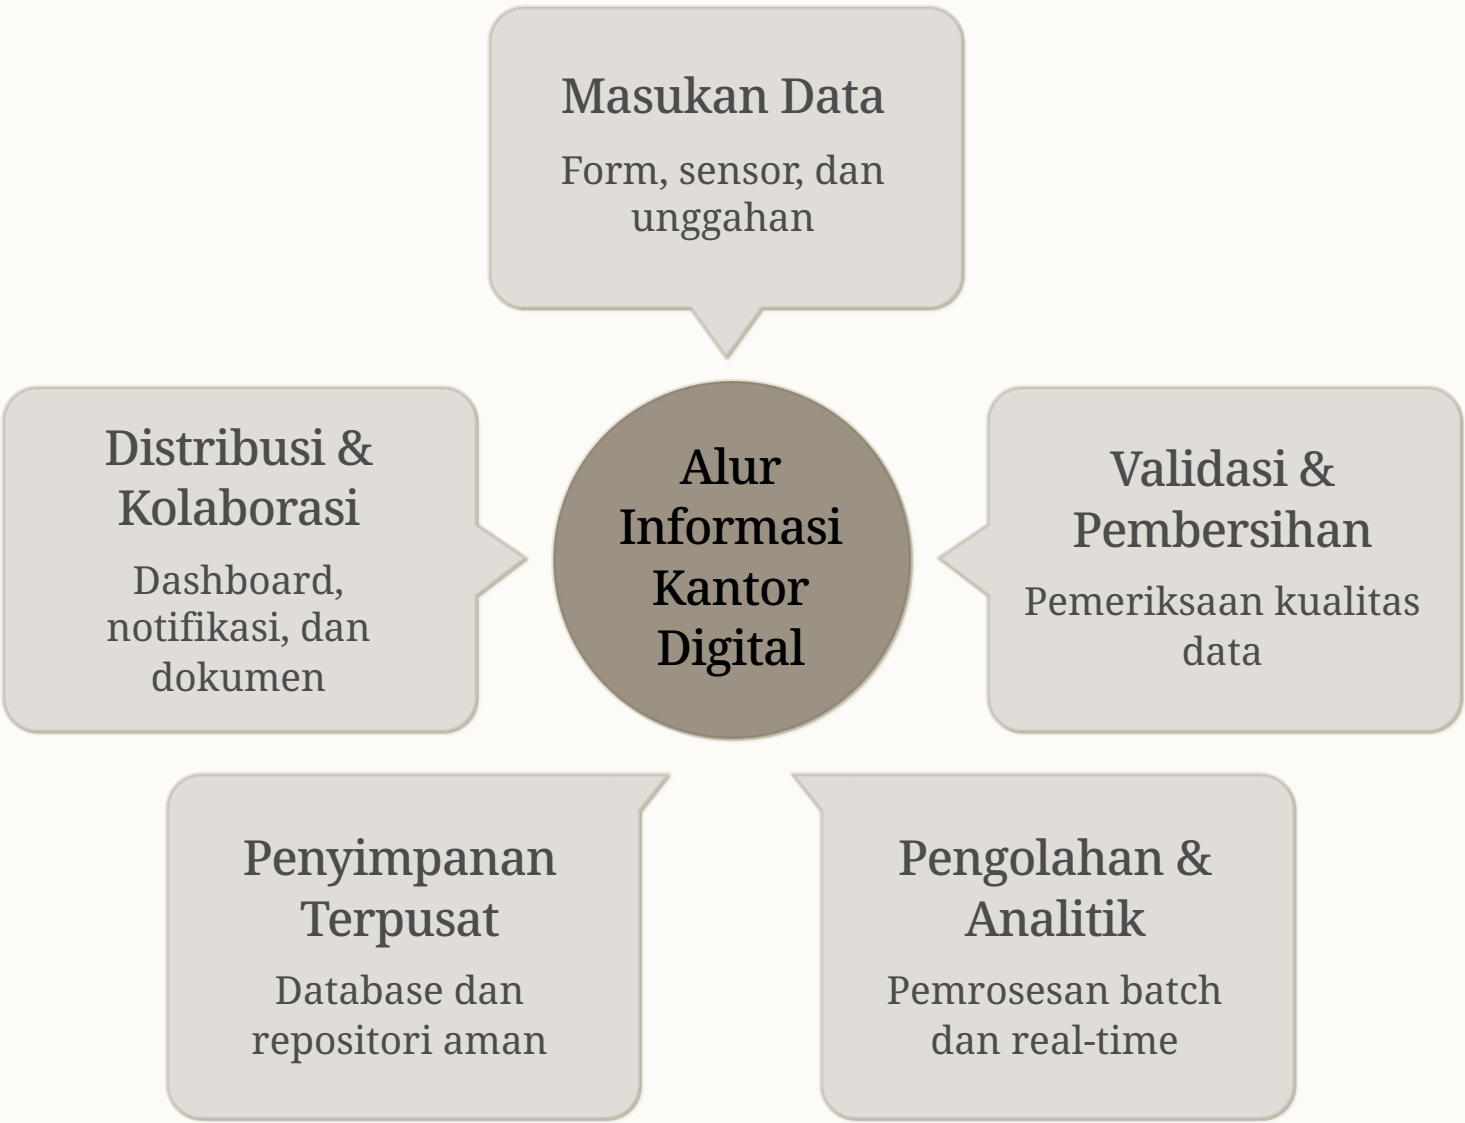 Masukan Data
Form, sensor, dan
unggahan
Distribusi &
Kolaborasi
Dashboard,
notifikasi, dan
dokumen
Alur
Informasi
Kantor
Digital
Validasi &
Pembersihan
Pemeriksaan kualitas
data
Penyimpanan
Terpusat
Database dan
repositori aman
Pengolahan &
Analitik
Pemrosesan batch
dan real-time